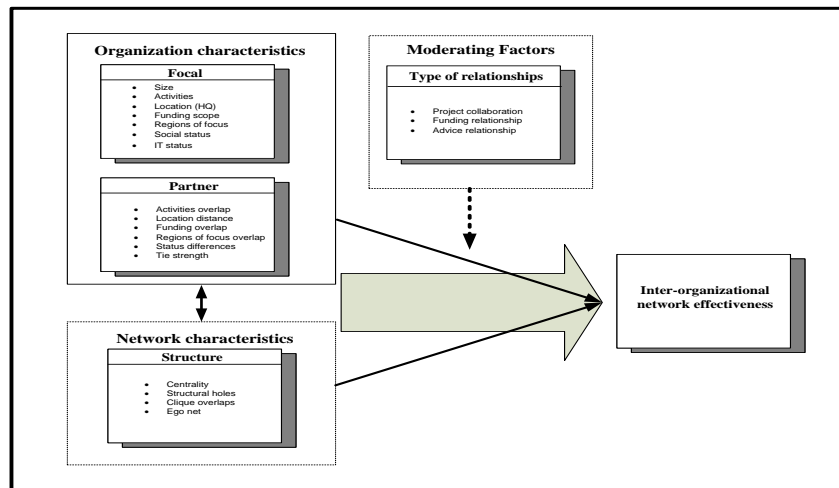 Organization characteristics
Focal
• Size
• Activities
• Location (HQ)
• Funding scope
• Regions of focus
• Social status
• IT status
Partner
• Activities overlap
• Location distance
• Funding overlap
• Regions of focus overlap
• Status differences
• Tie strength
Network characteristics
Structure
• Centrality
• Structural holes
• Clique overlaps
• Ego net
Moderating Factors
Type of relationships
• Project collaboration
• Funding relationship
• Advice relationship
Inter-organizational
network effectiveness